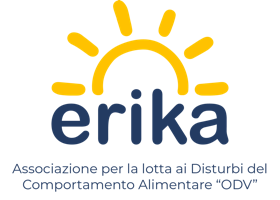 erika
Associazione per la lotta ai Disturbi del
Comportamento Alimentare “ODV”